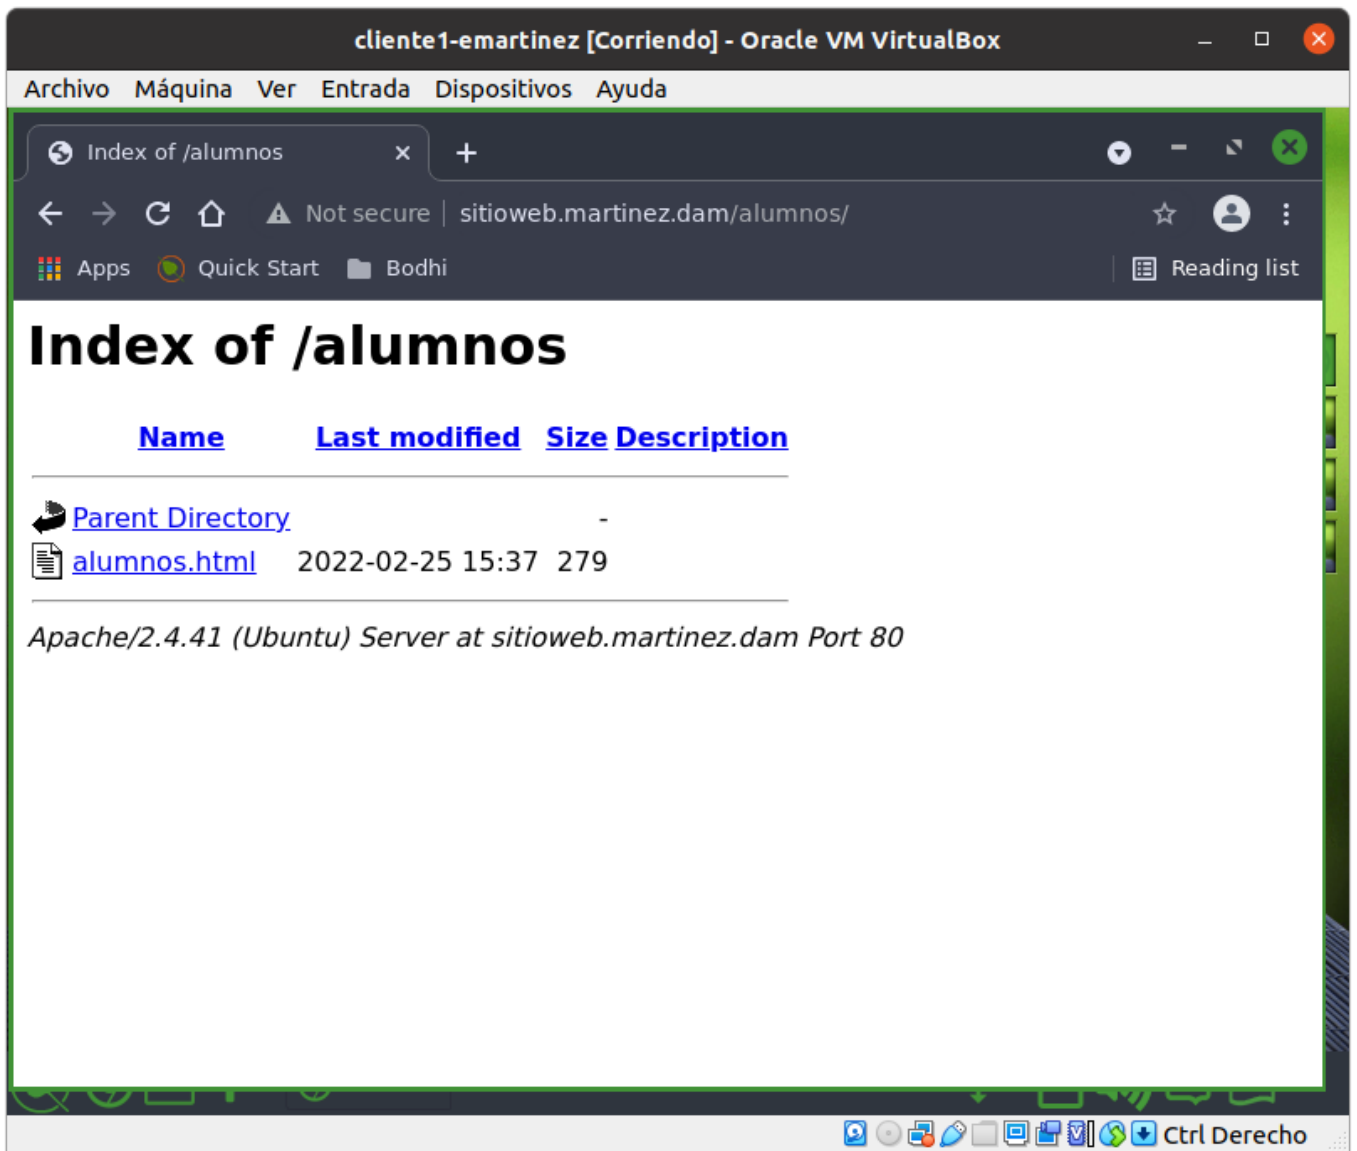 cliente1-emartinez [Corriendo] - Oracle VM VirtualBox
Archivo Máquina Ver Entrada Dispositivos Ayuda
Index of /alumnos
Not secure sitioweb.martinez.dam/alumnos/
Apps Quick Start Bodhi Reading list
Index of /alumnos
Name Last modified Size Description
Parent Directory -
alumnos.html 2022-02-25 15:37 279
Apache/2.4.41 (Ubuntu) Server at sitioweb.martinez.dam Port 80
Ctrl Derecho